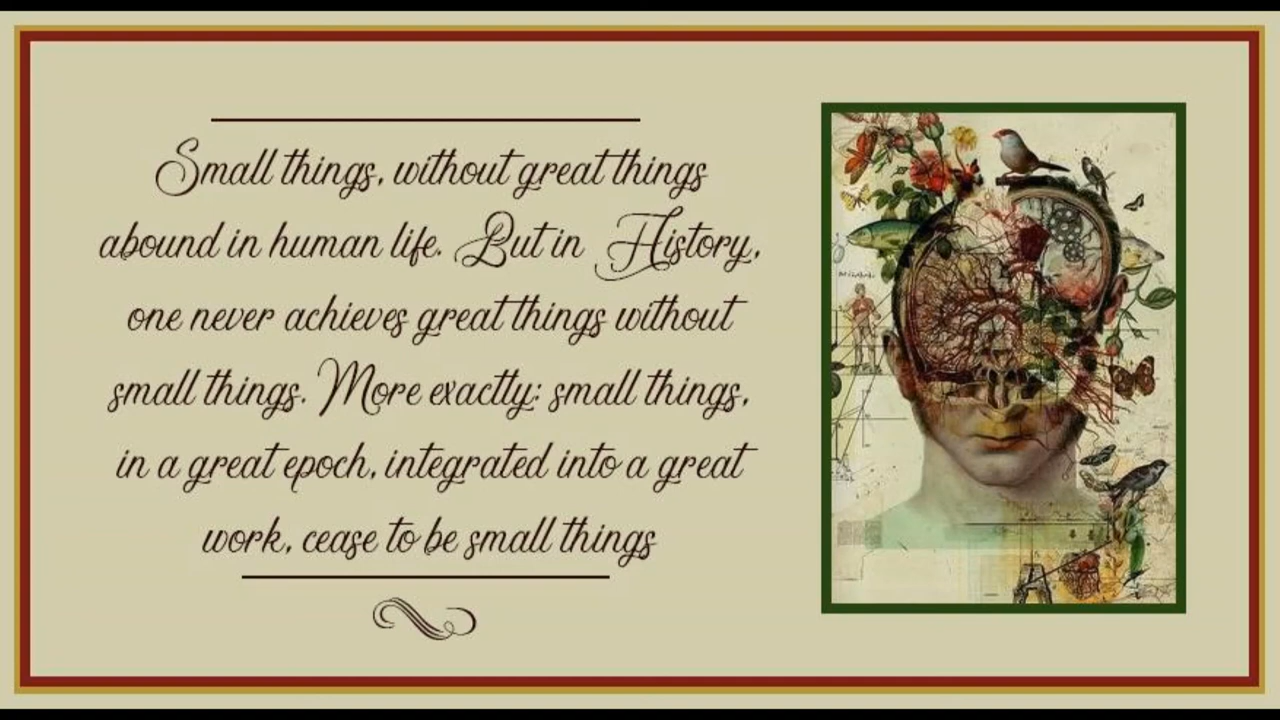 Small things, without great things
abound in human life. But in History,
one never achieves great things without
small things. More exactly: small things,
in a great epoch, integrated into a great
work, cease to be small things